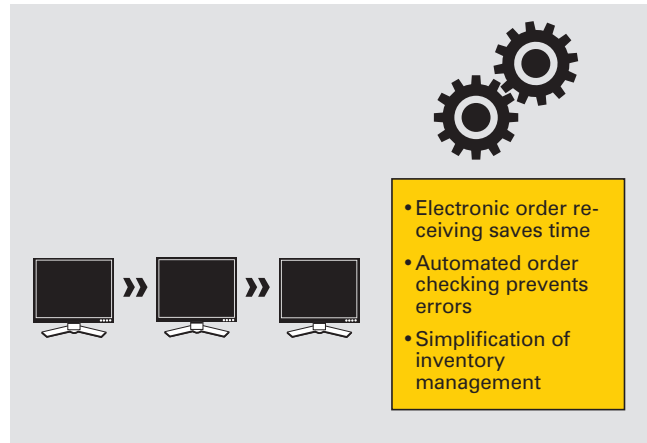 • Electronic order re-
ceiving saves time
• Automated order
checking prevents
errors
• Simplification of
inventory
management